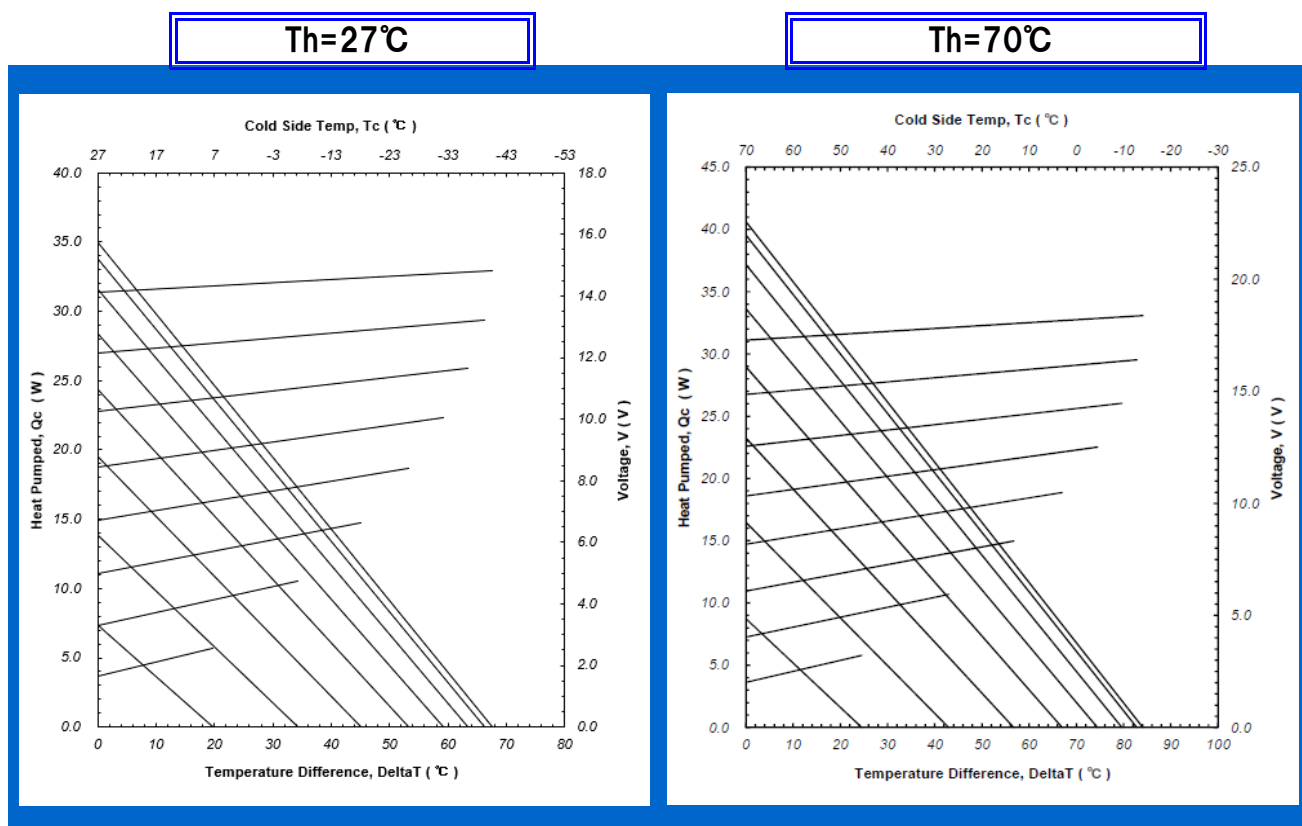 Th=27℃
Th=70℃
Cold Side Temp, Tc ( ℃ )
27 17 7 -3 -13 -23 -33 -43 -53
40.0
35.0
30.0
25.0
20.0
15.0
10.0
5.0
0.0
Heat Pumped, Qc ( W )
18.0
16.0
14.0
12.0
10.0
8.0
6.0
4.0
2.0
0.0
Voltage, V ( V )
0 10 20 30 40 50 60 70 80
Temperature Difference, DeltaT ( ℃ )
Cold Side Temp, Tc ( ℃ )
70 60 50 40 30 20 10 0 -10 -20 -30
45.0
40.0
35.0
30.0
25.0
20.0
15.0
10.0
5.0
0.0
Heat Pumped, Qc ( W )
25.0
20.0
15.0
10.0
5.0
0.0
Voltage, V ( V )
0 10 20 30 40 50 60 70 80 90 100
Temperature Difference, DeltaT ( ℃ )